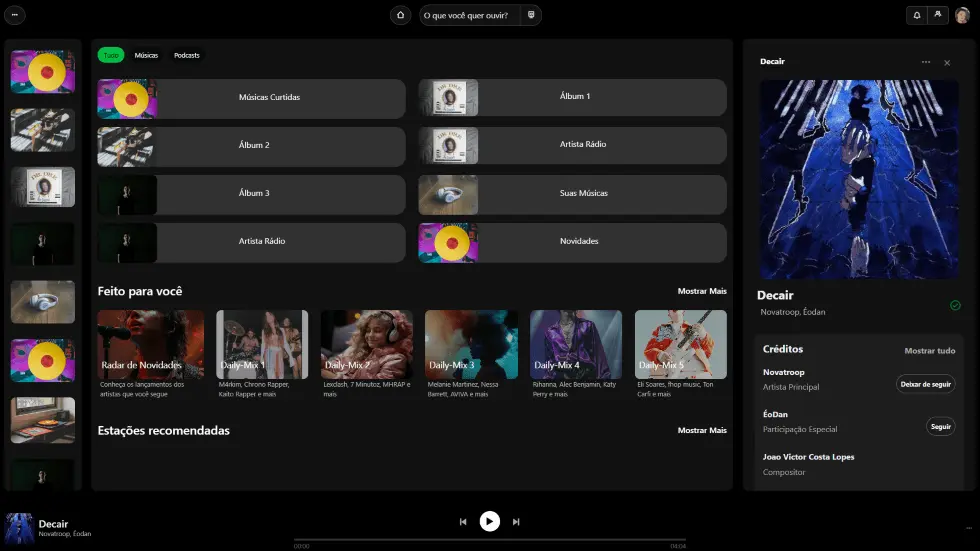 O que você quer ouvir?
Tudo
Músicas
Podcasts
Músicas Curtidas
Álbum 1
Álbum 2
Artista Rádio
Álbum 3
Suas Músicas
Artista Rádio
Novidades
Feito para você
Mostrar Mais
Radar de Novidades
Conheça os lançamentos dos
artistas que você segue
Daily-Mix 1
M4rkim, Chrono Rapper,
Kaito Rapper e mais
Daily-Mix 2
Lexdash, 7 Minutoz, MHRAP e
mais
Daily-Mix 3
Melanie Martinez, Nessa
Barrett, AVIVA e mais
Daily-Mix 4
Rihanna, Alec Benjamin, Katy
Perry e mais
Daily-Mix 5
Eli Soares, fhop music, Ton
Carfi e mais
Estações recomendadas
Mostrar Mais
Decair
Decair
Novatroop, Éodan
Créditos
Mostrar tudo
Novatroop
Artista Principal
Deixar de seguir
ÉoDan
Participação Especial
Seguir
Joao Victor Costa Lopes
Compositor
Decair
Novatroop, Éodan
00:00
04:04